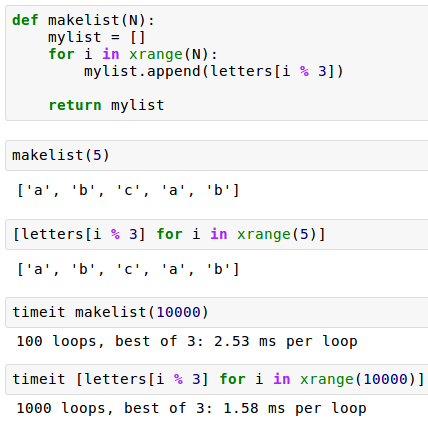 def makelist(N):
    mylist = []
    for i in xrange(N):
        mylist.append(letters[i % 3])
    return mylist
makelist(5)
['a', 'b', 'c', 'a', 'b']
[letters[i % 3] for i in xrange(5)]
['a', 'b', 'c', 'a', 'b']
timeit makelist(10000)
100 loops, best of 3: 2.53 ms per loop
timeit [letters[i % 3] for i in xrange(10000)]
1000 loops, best of 3: 1.58 ms per loop